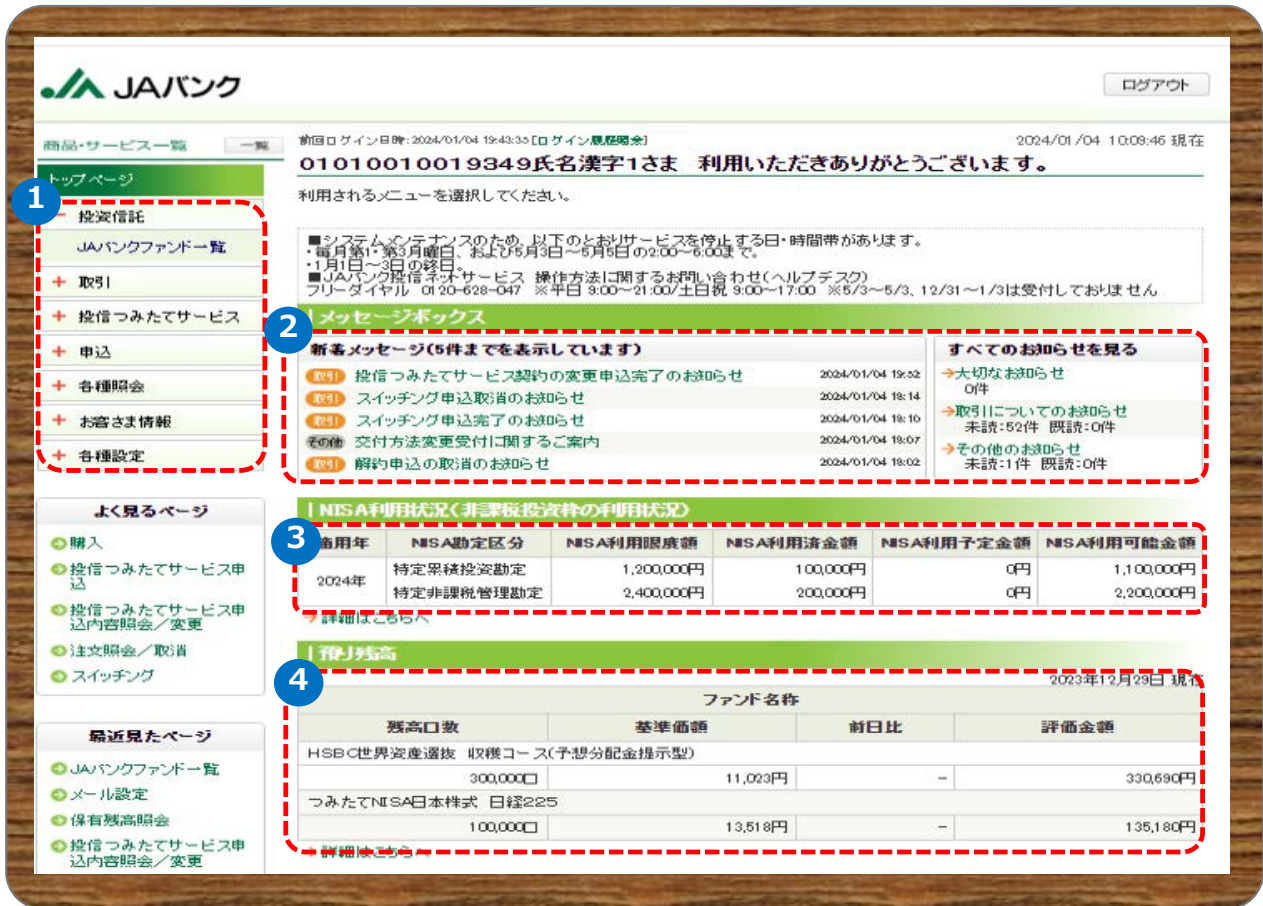 JAバンク
ログアウト
商品・サービス一覧 一覧
トップページ
1
− 投資信託
JAバンクファンド一覧
+ 取引
+ 投信つみたてサービス
+ 申込
+ 各種照会
+ お客さま情報
+ 各種設定
よく見るページ
購入
投信つみたてサービス申
込
投信つみたてサービス申
込内容照会／変更
注文照会／取消
スイッチング
最近見たページ
JAバンクファンド一覧
メール設定
保有残高照会
投信つみたてサービス申
込内容照会／変更
前回ログイン日時:2024/01/04 19:43:35[ログイン履歴照会]
2024/01/04 10:09:46 現在
01010010019349氏名漢字1さま 利用いただきありがとうございます。
利用されるメニューを選択してください。
■システムメンテナンスのため、以下のとおりサービスを停止する日・時間帯があります。
・毎月第1・第3月曜日、および5月3日～5月5日の2:00～6:00まで。
・1月1日～3日の終日。
■JAバンク投信ネットサービス 操作方法に関するお問い合わせ(ヘルプデスク)
フリーダイヤル 0120-628-047 ※平日 9:00～21:00/土日祝 9:00～17:00 ※5/3～5/3、12/31～1/3は受付しておりません
メッセージボックス
2
新着メッセージ(5件までを表示しています)
取引 投信つみたてサービス契約の変更申込完了のお知らせ 2024/01/04 19:32
取引 スイッチング申込取消のお知らせ 2024/01/04 18:14
取引 スイッチング申込完了のお知らせ 2024/01/04 18:10
その他 交付方法変更受付に関するご案内 2024/01/04 18:07
取引 解約申込の取消のお知らせ 2024/01/04 18:02
すべてのお知らせを見る
→大切なお知らせ
0件
→取引についてのお知らせ
未読:52件 既読:0件
→その他のお知らせ
未読:1件 既読:0件
NISA利用状況(非課税投資枠の利用状況)
3
適用年 NISA勘定区分 NISA利用限度額 NISA利用済金額 NISA利用予定金額 NISA利用可能金額
2024年 特定累積投資勘定 1,200,000円 100,000円 0円 1,100,000円
特定非課税管理勘定 2,400,000円 200,000円 0円 2,200,000円
→詳細はこちらへ
預り残高
4
2023年12月29日 現在
ファンド名称
残高口数 基準価額 前日比 評価金額
HSBC世界資産選抜 収穫コース(予想分配金提示型)
300,000口 11,023円 − 330,690円
つみたてNISA日本株式 日経225
100,000口 13,518円 − 135,180円
→詳細はこちらへ